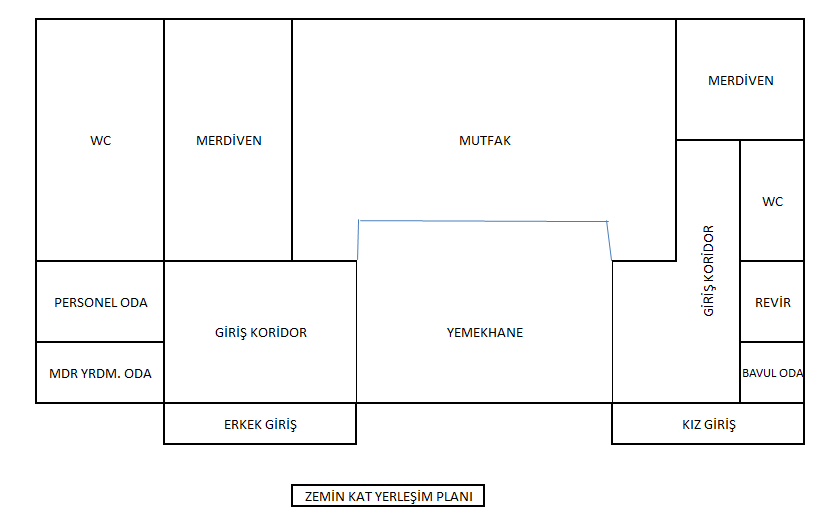 MERDİVEN
WC
MERDİVEN
MUTFAK
WC
GİRİŞ KORİDOR
PERSONEL ODA
REVİR
GİRİŞ KORİDOR
YEMEKHANE
MDR YRDM. ODA
BAVUL ODA
ERKEK GİRİŞ
KIZ GİRİŞ
ZEMİN KAT YERLEŞİM PLANI